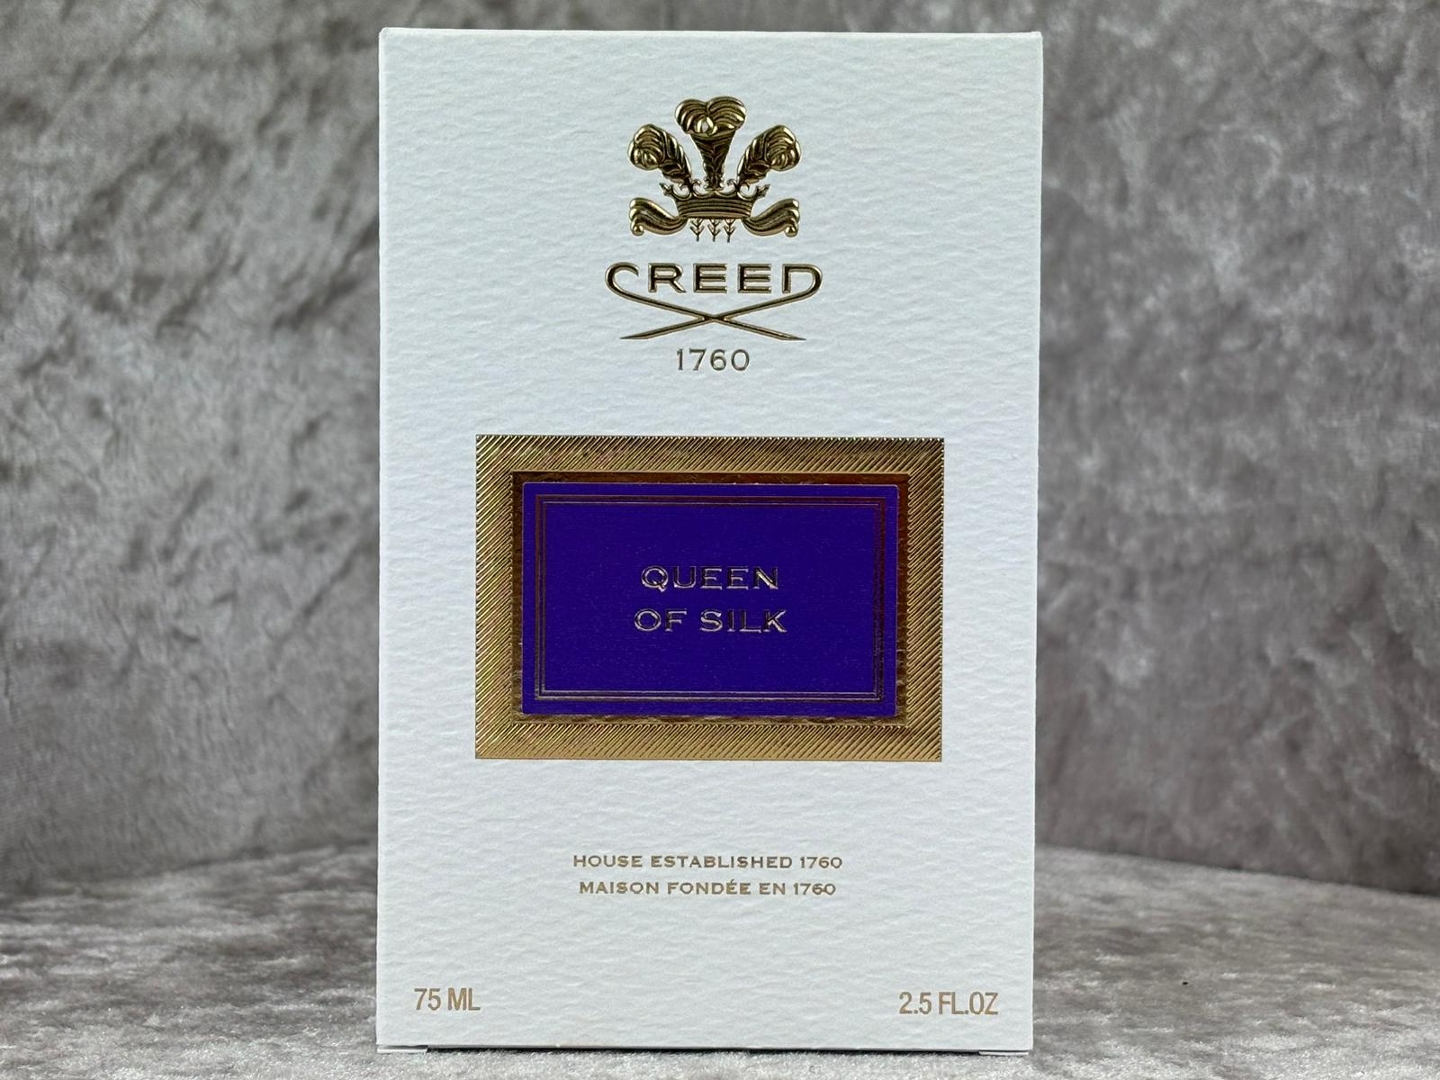 CREED
1760
QUEEN
OF SILK
HOUSE ESTABLISHED 1760
MAISON FONDÉE EN 1760
75 ML
2.5 FL.OZ